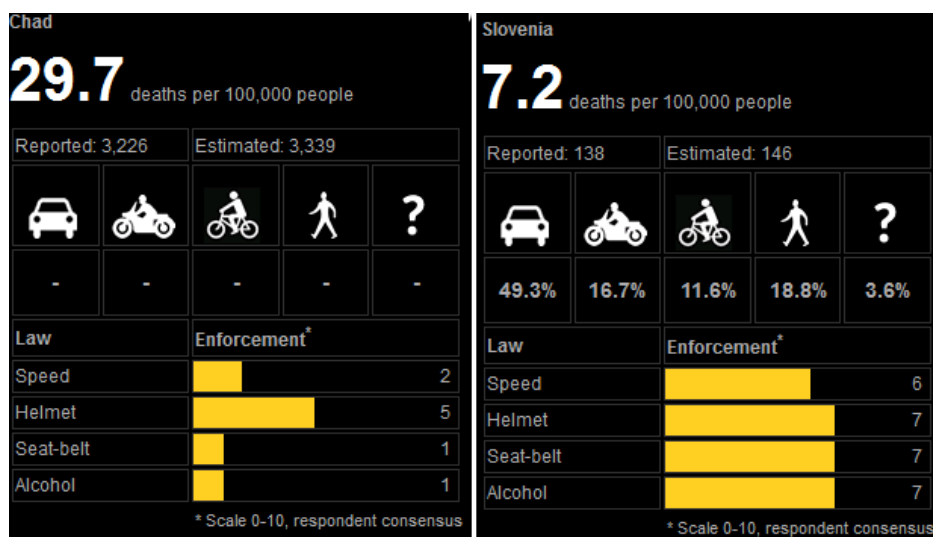 Chad
29.7 deaths per 100,000 people
Reported: 3,226 Estimated: 3,339
?
- - - - -
Law Enforcement*
Speed 2
Helmet 5
Seat-belt 1
Alcohol 1
* Scale 0-10, respondent consensus
Slovenia
7.2 deaths per 100,000 people
Reported: 138 Estimated: 146
?
49.3% 16.7% 11.6% 18.8% 3.6%
Law Enforcement*
Speed 6
Helmet 7
Seat-belt 7
Alcohol 7
* Scale 0-10, respondent consensus